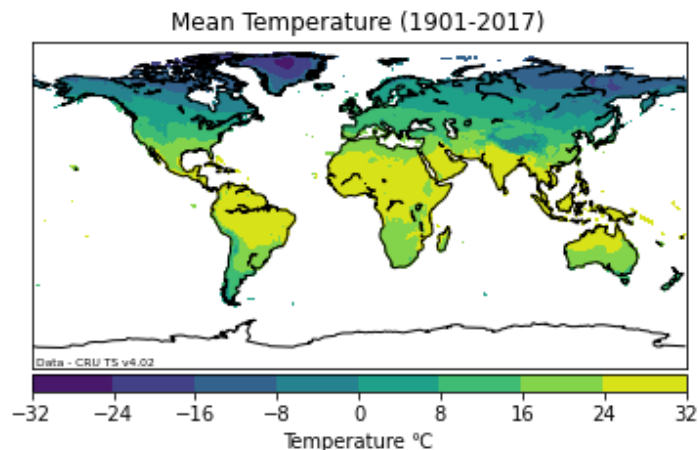 Mean Temperature (1901-2017)
Data - CRU TS v4.02
−32 −24 −16 −8 0 8 16 24 32
Temperature °C